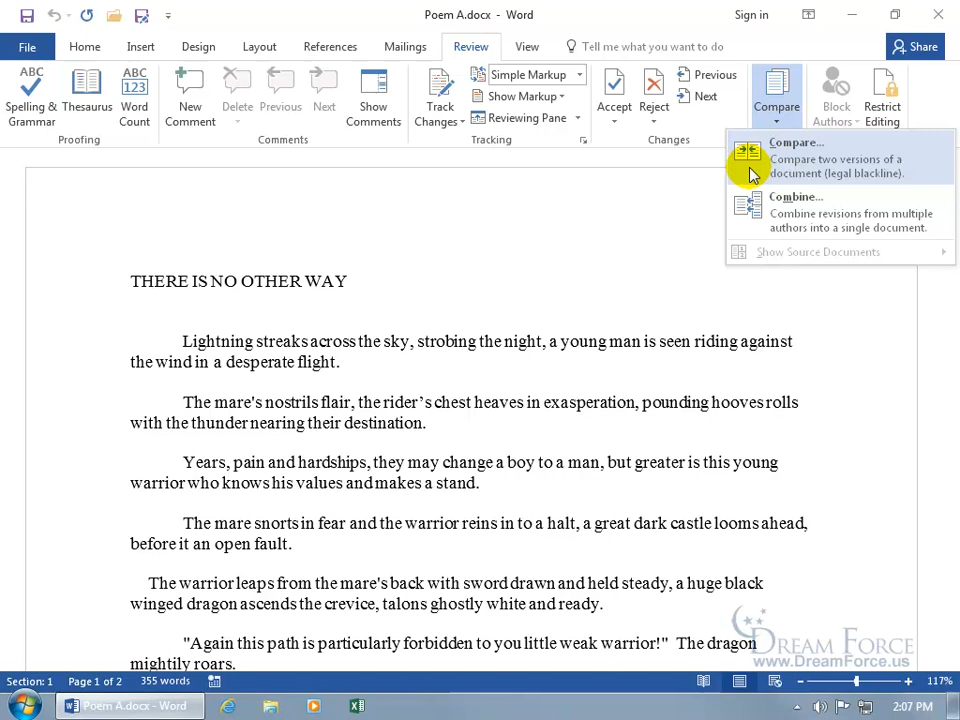 Poem A.docx - Word
Sign in
File
Home
Insert
Design
Layout
References
Mailings
Review
View
Tell me what you want to do
Share
ABC
Spelling &
Grammar
Thesaurus
ABC
123
Word
Count
Proofing
New
Comment
Delete
Previous
Next
Show
Comments
Comments
Track
Changes
Simple Markup
Show Markup
Reviewing Pane
Tracking
Accept
Reject
Previous
Next
Changes
Compare
Block
Authors
Restrict
Editing
Compare...
Compare two versions of a
document (legal blackline).
Combine...
Combine revisions from multiple
authors into a single document.
Show Source Documents
THERE IS NO OTHER WAY
Lightning streaks across the sky, strobing the night, a young man is seen riding against
the wind in a desperate flight.
The mare's nostrils flair, the rider’s chest heaves in exasperation, pounding hooves rolls
with the thunder nearing their destination.
Years, pain and hardships, they may change a boy to a man, but greater is this young
warrior who knows his values and makes a stand.
The mare snorts in fear and the warrior reins in to a halt, a great dark castle looms ahead,
before it an open fault.
The warrior leaps from the mare's back with sword drawn and held steady, a huge black
winged dragon ascends the crevice, talons ghostly white and ready.
"Again this path is particularly forbidden to you little weak warrior!"  The dragon
mightily roars.
DREAM FORCE
www.DreamForce.us
Section: 1
Page 1 of 2
355 words
117%
Poem A.docx - Word
2:07 PM